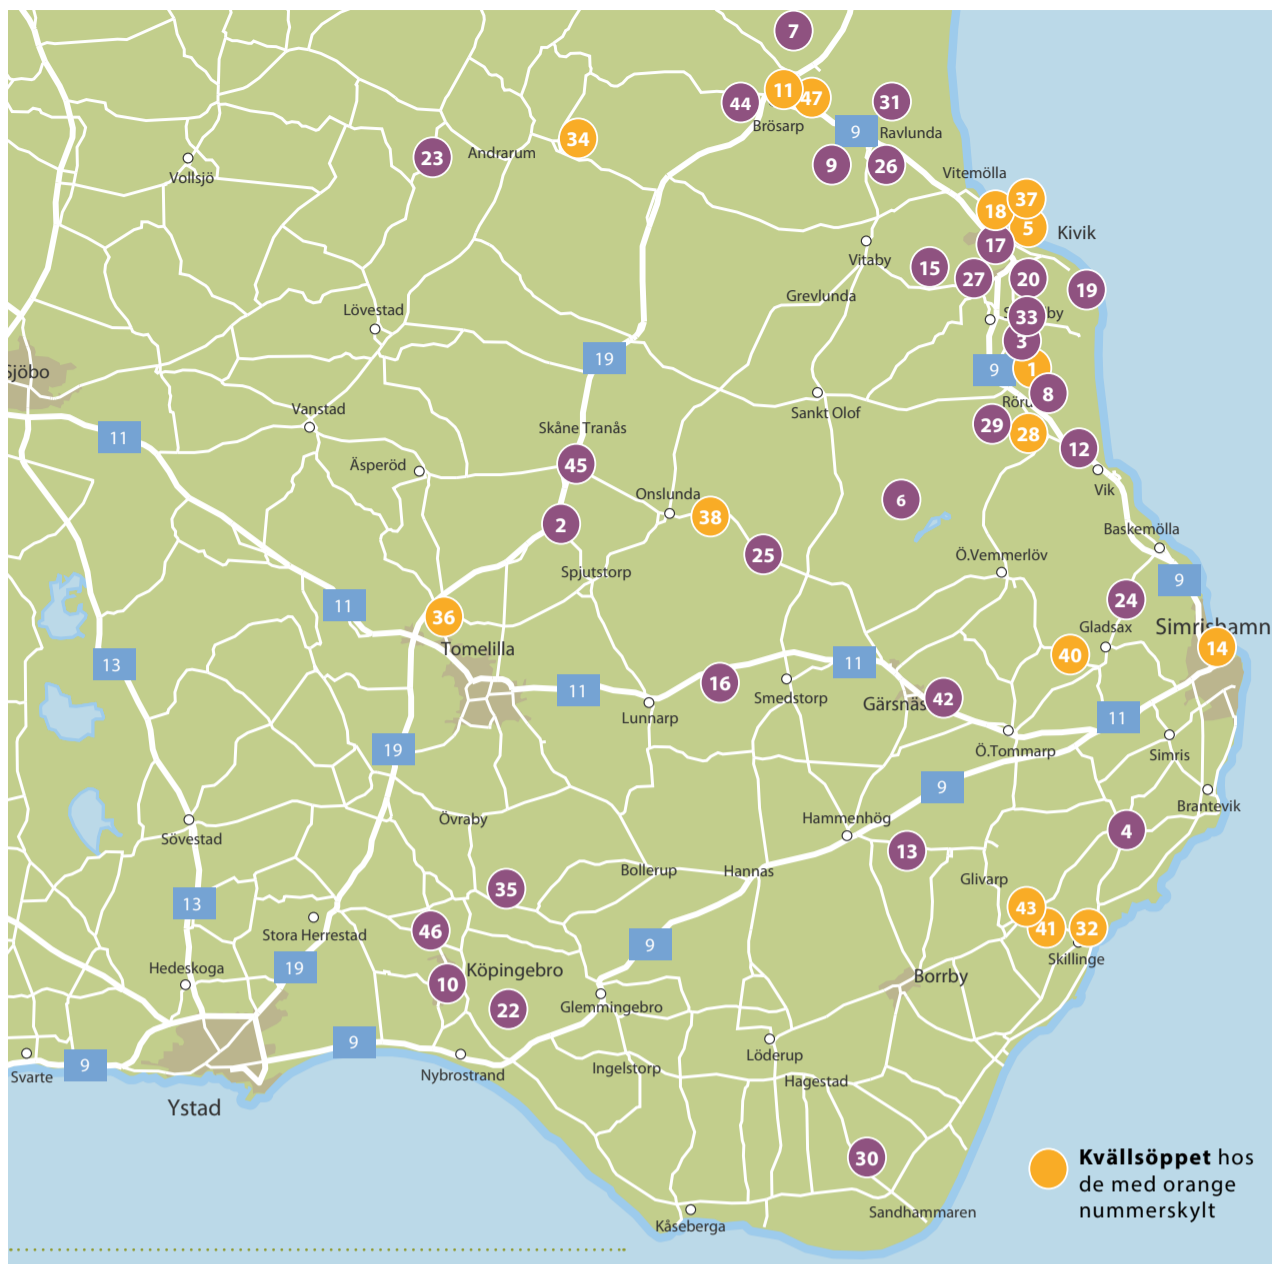 7
11
47
44
31
Brösarp
9
Ravlunda
34
23
Andrarum
9
26
Vollsjö
Vitemölla
37
18
5
Kivik
17
Vitaby
15
27
20
19
Grevlunda
Lövestad
33
3
19
9
1
Sjöbo
8
Vanstad
Sankt Olof
29
28
Skåne Tranås
11
12
Äsperöd
45
Vik
Onslunda
6
38
2
Baskemölla
25
Ö.Vemmerlöv
Spjutstorp
9
11
24
36
Gladsax
Simrishamn
Tomelilla
40
14
13
11
11
16
Smedstorp
Gärsnäs
42
Lunnarp
11
19
Ö.Tommarp
Simris
9
Brantevik
Övraby
Hammenhög
4
Sövestad
13
Bollerup
Hannas
Glivarp
35
13
43
41
32
46
Stora Herrestad
9
Skillinge
Hedeskoga
19
Köpingebro
Borrby
10
22
Glemmingebro
9
Löderup
9
Svarte
Nybrostrand
Ingelstorp
Hagestad
Ystad
30
Kvällsöppet hos
de med orange
nummerskylt
Sandhammaren
Kåseberga